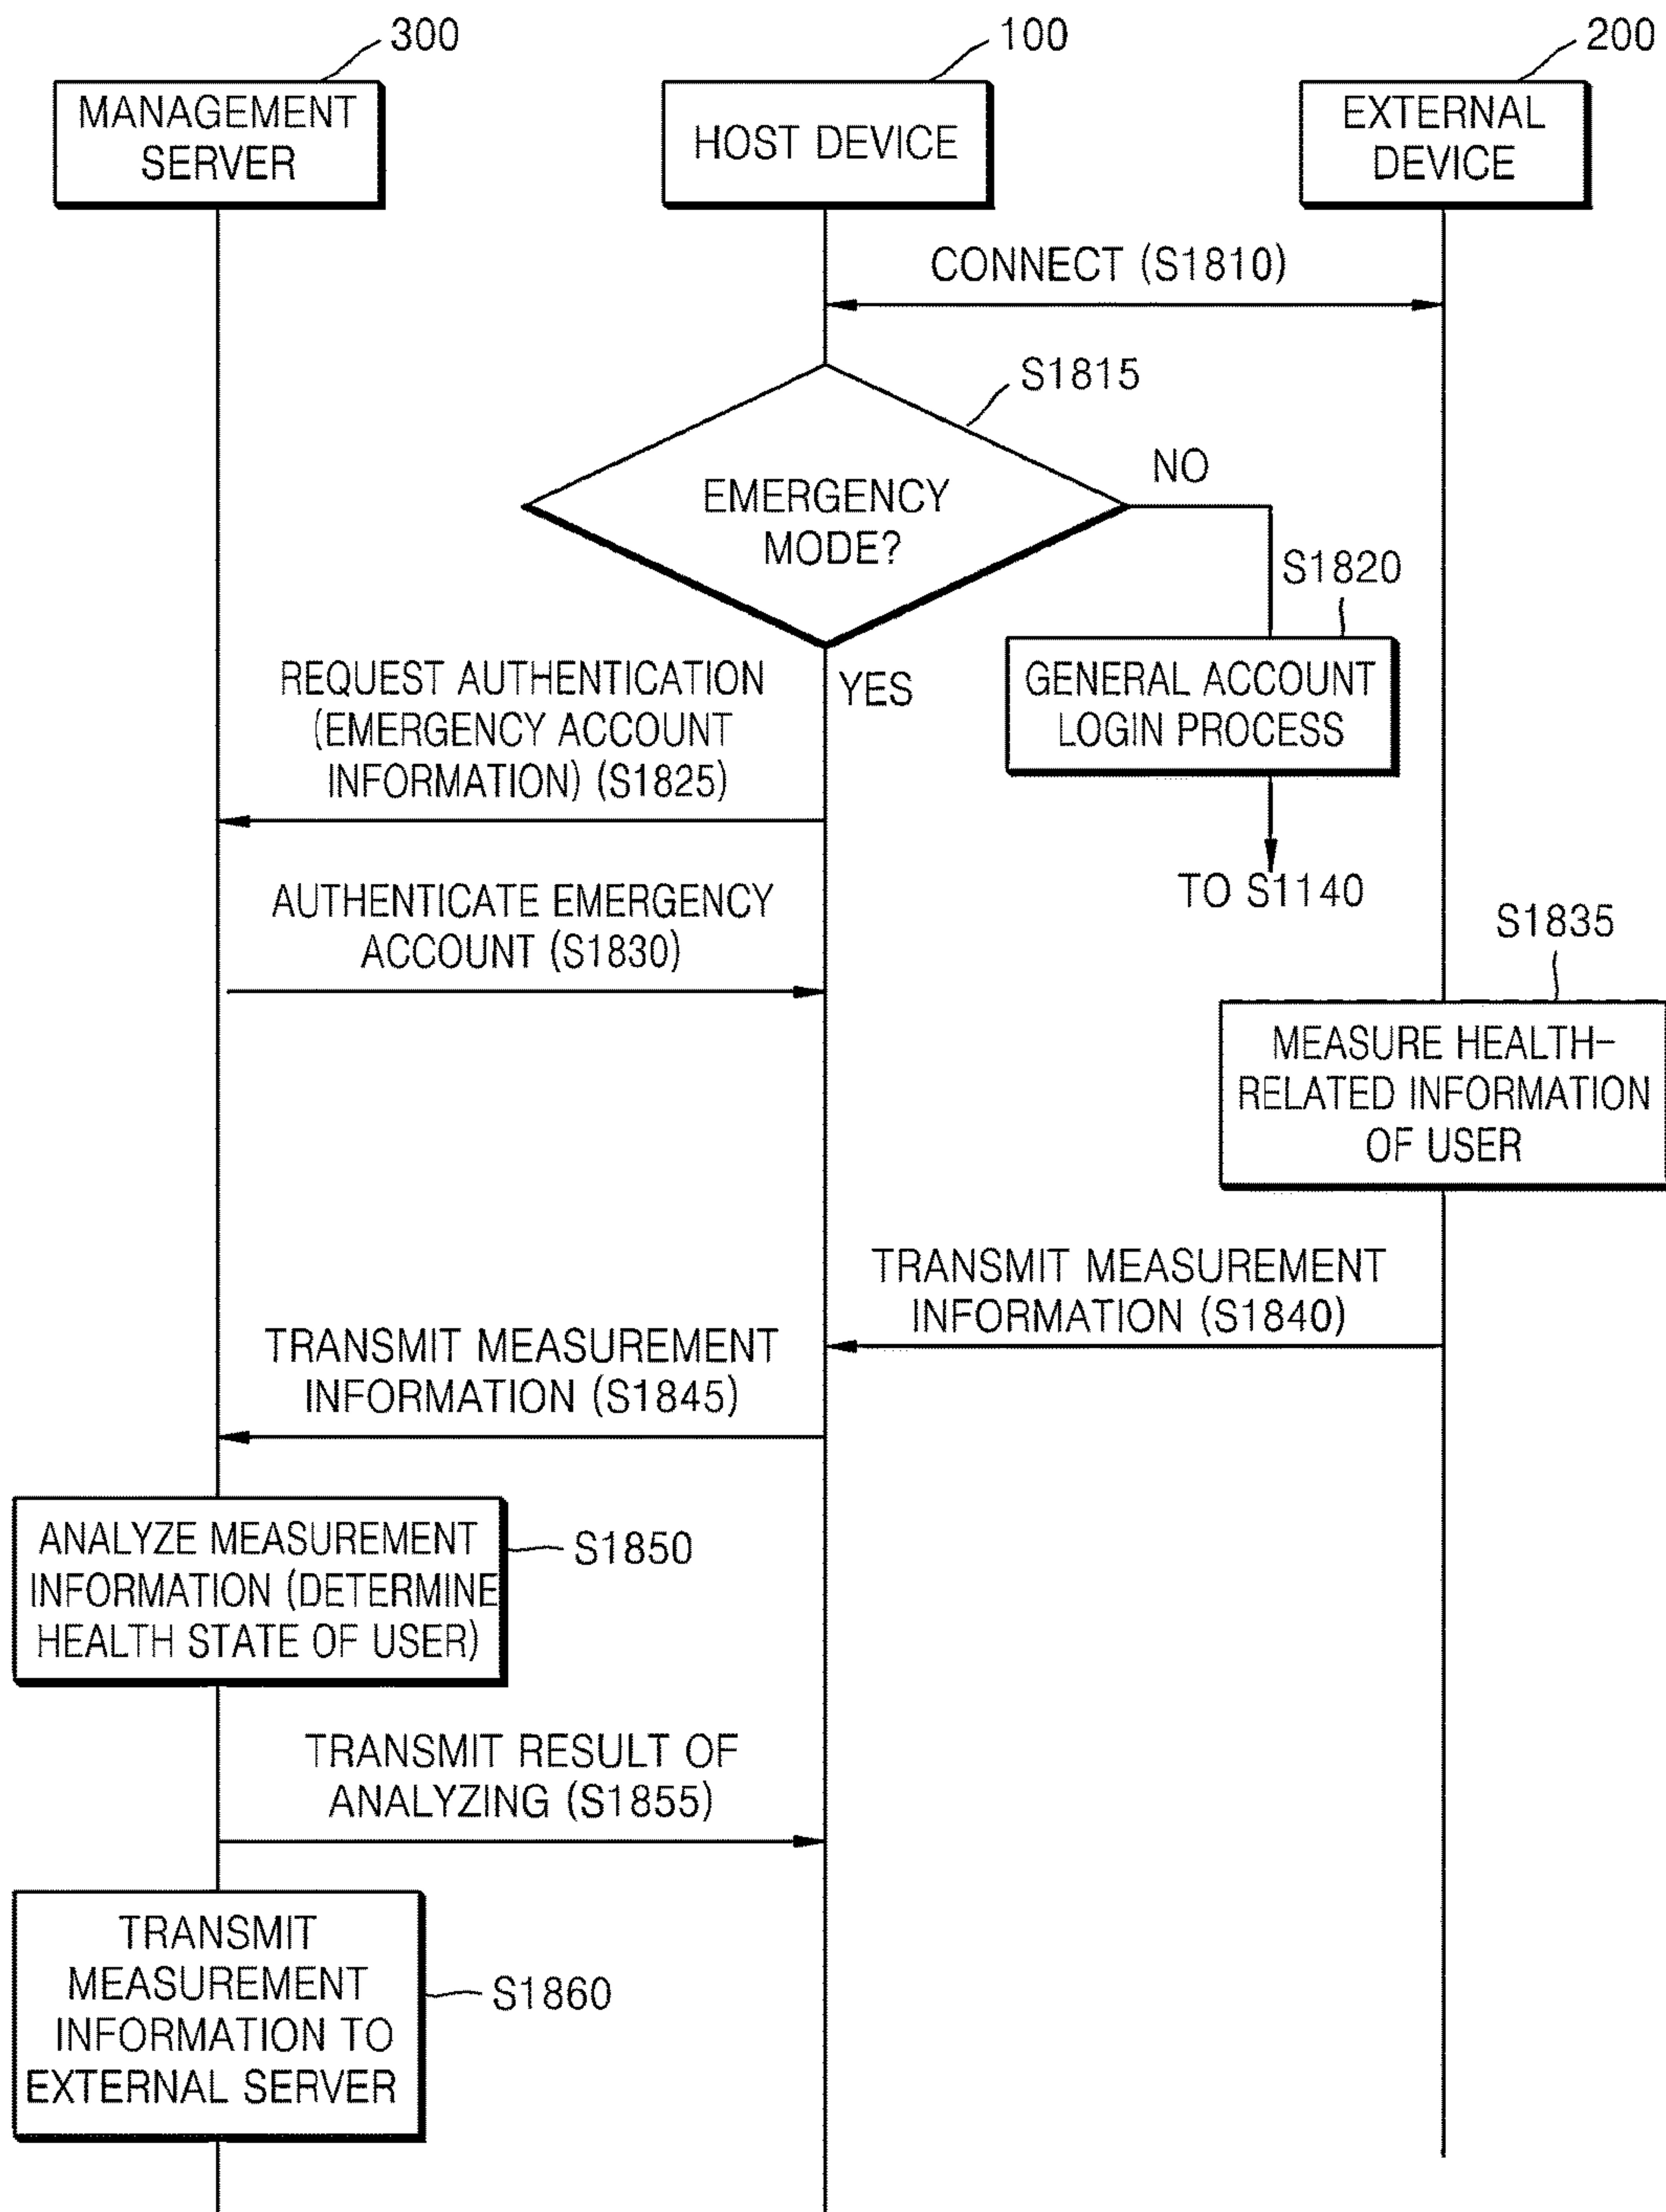 300
100
200
MANAGEMENT
SERVER
HOST DEVICE
EXTERNAL
DEVICE
CONNECT (S1810)
S1815
NO
EMERGENCY
MODE?
S1820
YES
GENERAL ACCOUNT
LOGIN PROCESS
REQUEST AUTHENTICATION
(EMERGENCY ACCOUNT
INFORMATION) (S1825)
TO S1140
AUTHENTICATE EMERGENCY
ACCOUNT (S1830)
S1835
MEASURE HEALTH-
RELATED INFORMATION
OF USER
TRANSMIT MEASUREMENT
INFORMATION (S1840)
TRANSMIT MEASUREMENT
INFORMATION (S1845)
ANALYZE MEASUREMENT
INFORMATION (DETERMINE
HEALTH STATE OF USER)
S1850
TRANSMIT RESULT OF
ANALYZING (S1855)
TRANSMIT
MEASUREMENT
INFORMATION TO
EXTERNAL SERVER
S1860